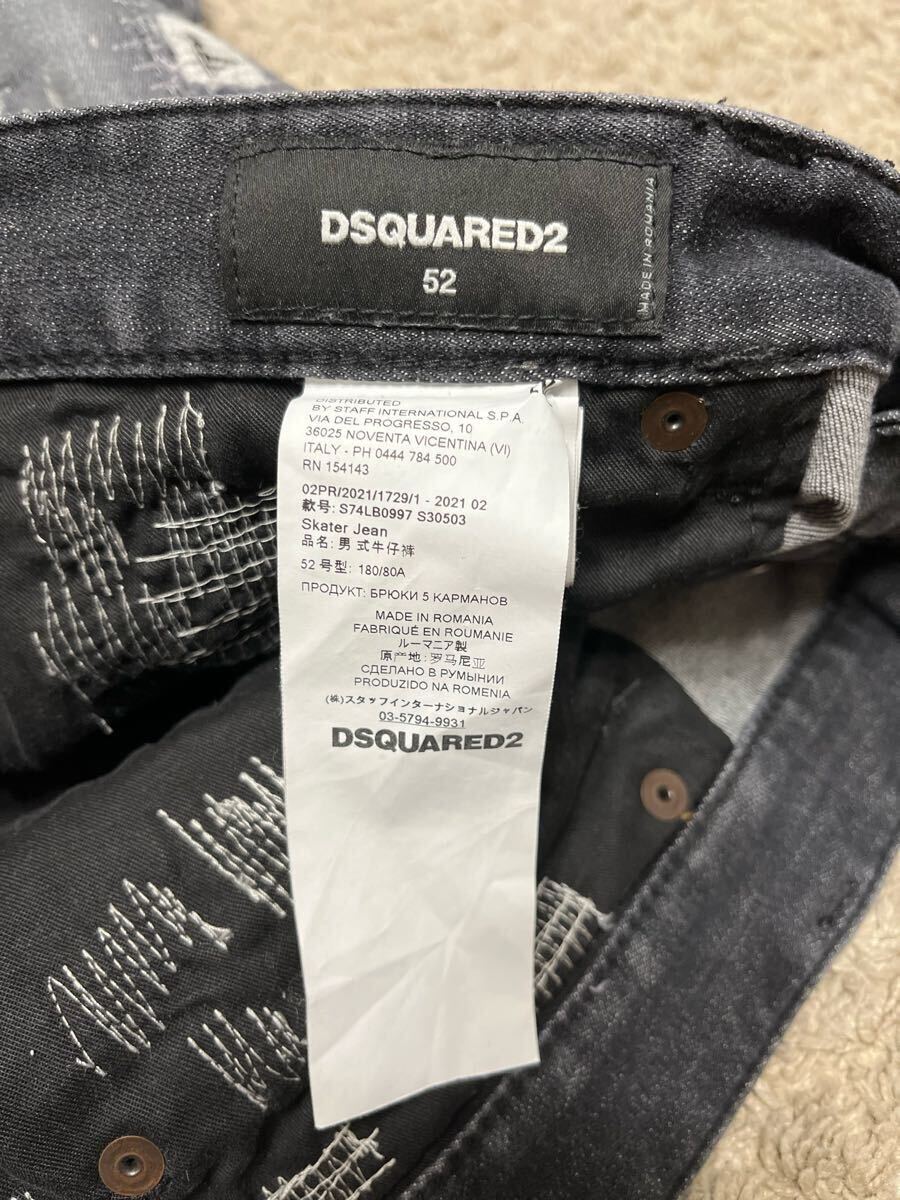 DSQUARED2
52
MADE IN ROMANIA
DISTRIBUTED
BY STAFF INTERNATIONAL S.P.A.
VIA DEL PROGRESSO, 10
36025 NOVENTA VICENTINA (VI)
ITALY - PH 0444 784 500
RN 154143
02PR/2021/1729/1 - 2021 02
款号: S74LB0997 S30503
Skater Jean
品名: 男式牛仔裤
52 号型: 180/80A
ПРОДУКТ: БРЮКИ 5 КАРМАНОВ
MADE IN ROMANIA
FABRIQUÉ EN ROUMANIE
ルーマニア製
原产地: 罗马尼亚
СДЕЛАНО В РУМЫНИИ
PRODUZIDO NA ROMENIA
(株)スタッフインターナショナルジャパン
03-5794-9931
DSQUARED2